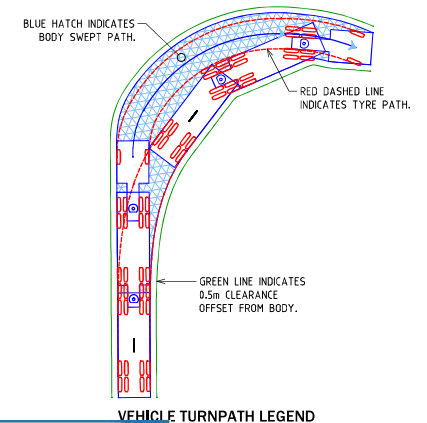 BLUE HATCH INDICATES
BODY SWEPT PATH.
RED DASHED LINE
INDICATES TYRE PATH.
GREEN LINE INDICATES
0.5m CLEARANCE
OFFSET FROM BODY.
VEHICLE TURNPATH LEGEND